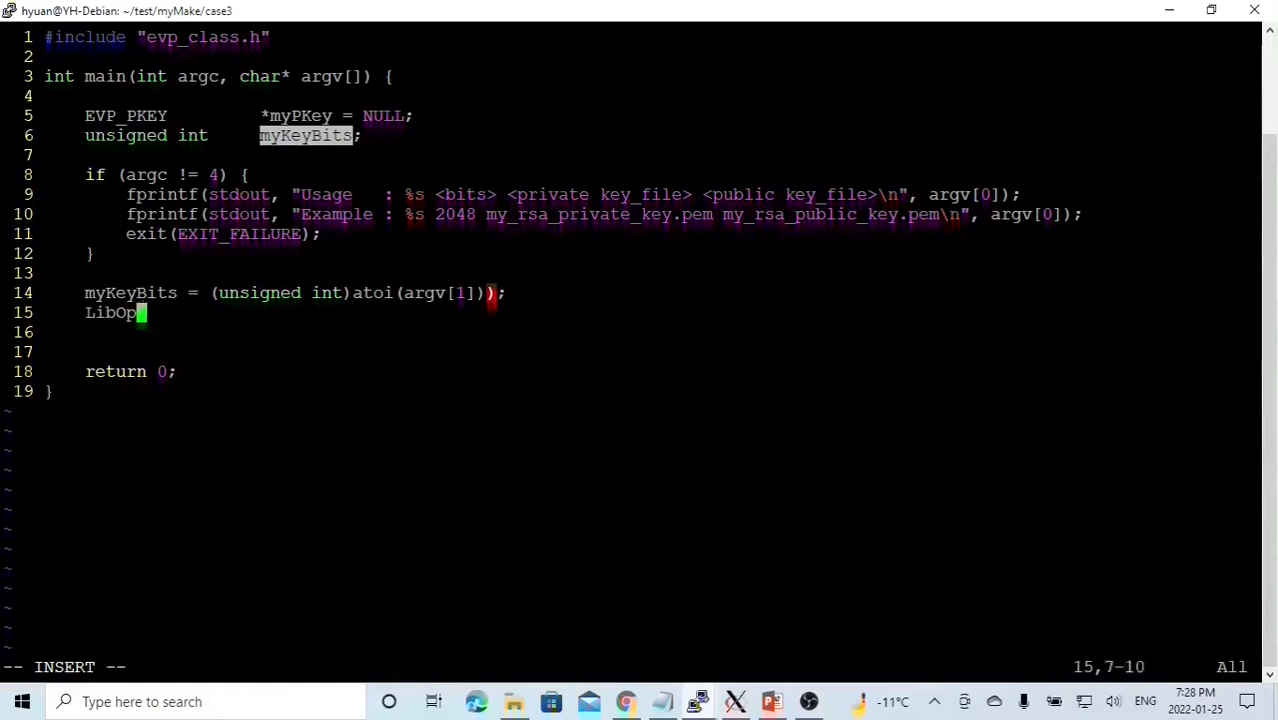 hyuan@YH-Debian: ~/test/myMake/case3
1 #include "evp_class.h"
2
3 int main(int argc, char* argv[]) {
4
5 EVP_PKEY *myPKey = NULL;
6 unsigned int myKeyBits;
7
8 if (argc != 4) {
9 fprintf(stdout, "Usage : %s <bits> <private key_file> <public key_file>\n", argv[0]);
10 fprintf(stdout, "Example : %s 2048 my_rsa_private_key.pem my_rsa_public_key.pem\n", argv[0]);
11 exit(EXIT_FAILURE);
12 }
13
14 myKeyBits = (unsigned int)atoi(argv[1]));
15 LibOp
16
17
18 return 0;
19 }
~
~
~
~
~
~
~
~
~
~
~
~
~
-- INSERT -- 15,7-10 All
Type here to search -11°C ENG 7:28 PM
2022-01-25